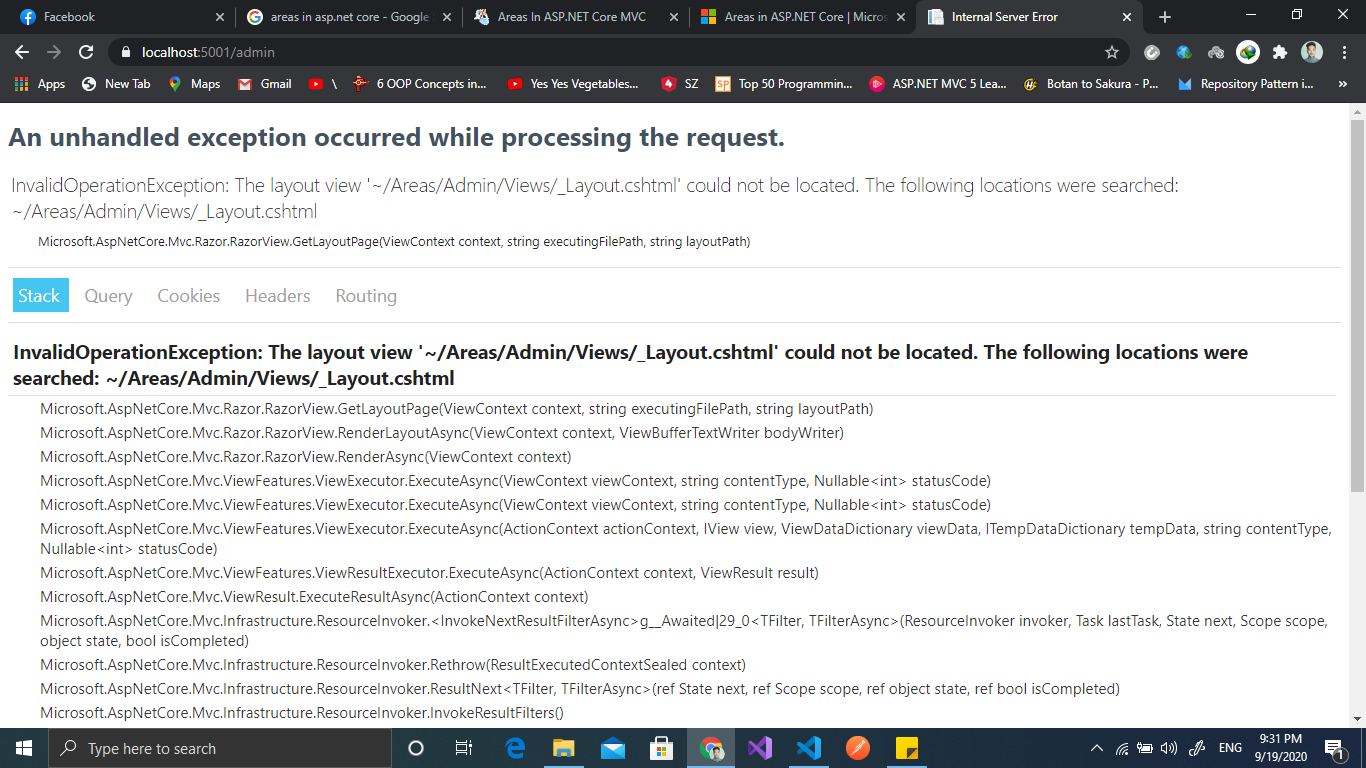 Facebook
areas in asp.net core - Google
Areas In ASP.NET Core MVC
Areas in ASP.NET Core | Micros
Internal Server Error
localhost:5001/admin
Apps
New Tab
Maps
Gmail
\
6 OOP Concepts in...
Yes Yes Vegetables...
SZ
SP
Top 50 Programmin...
ASP.NET MVC 5 Lea...
Botan to Sakura - P...
Repository Pattern i...
»
An unhandled exception occurred while processing the request.
InvalidOperationException: The layout view '~/Areas/Admin/Views/_Layout.cshtml' could not be located. The following locations were searched:
~/Areas/Admin/Views/_Layout.cshtml
Microsoft.AspNetCore.Mvc.Razor.RazorView.GetLayoutPage(ViewContext context, string executingFilePath, string layoutPath)
Stack Query Cookies Headers Routing
InvalidOperationException: The layout view '~/Areas/Admin/Views/_Layout.cshtml' could not be located. The following locations were
searched: ~/Areas/Admin/Views/_Layout.cshtml
Microsoft.AspNetCore.Mvc.Razor.RazorView.GetLayoutPage(ViewContext context, string executingFilePath, string layoutPath)
Microsoft.AspNetCore.Mvc.Razor.RazorView.RenderLayoutAsync(ViewContext context, ViewBufferTextWriter bodyWriter)
Microsoft.AspNetCore.Mvc.Razor.RazorView.RenderAsync(ViewContext context)
Microsoft.AspNetCore.Mvc.ViewFeatures.ViewExecutor.ExecuteAsync(ViewContext viewContext, string contentType, Nullable<int> statusCode)
Microsoft.AspNetCore.Mvc.ViewFeatures.ViewExecutor.ExecuteAsync(ViewContext viewContext, string contentType, Nullable<int> statusCode)
Microsoft.AspNetCore.Mvc.ViewFeatures.ViewExecutor.ExecuteAsync(ActionContext actionContext, IView view, ViewDataDictionary viewData, ITempDataDictionary tempData, string contentType,
Nullable<int> statusCode)
Microsoft.AspNetCore.Mvc.ViewFeatures.ViewResultExecutor.ExecuteAsync(ActionContext context, ViewResult result)
Microsoft.AspNetCore.Mvc.ViewResult.ExecuteResultAsync(ActionContext context)
Microsoft.AspNetCore.Mvc.Infrastructure.ResourceInvoker.<InvokeNextResultFilterAsync>g__Awaited|29_0<TFilter, TFilterAsync>(ResourceInvoker invoker, Task lastTask, State next, Scope scope,
object state, bool isCompleted)
Microsoft.AspNetCore.Mvc.Infrastructure.ResourceInvoker.Rethrow(ResultExecutedContextSealed context)
Microsoft.AspNetCore.Mvc.Infrastructure.ResourceInvoker.ResultNext<TFilter, TFilterAsync>(ref State next, ref Scope scope, ref object state, ref bool isCompleted)
Microsoft.AspNetCore.Mvc.Infrastructure.ResourceInvoker.InvokeResultFilters()
Type here to search
ENG
9:31 PM
9/19/2020
1